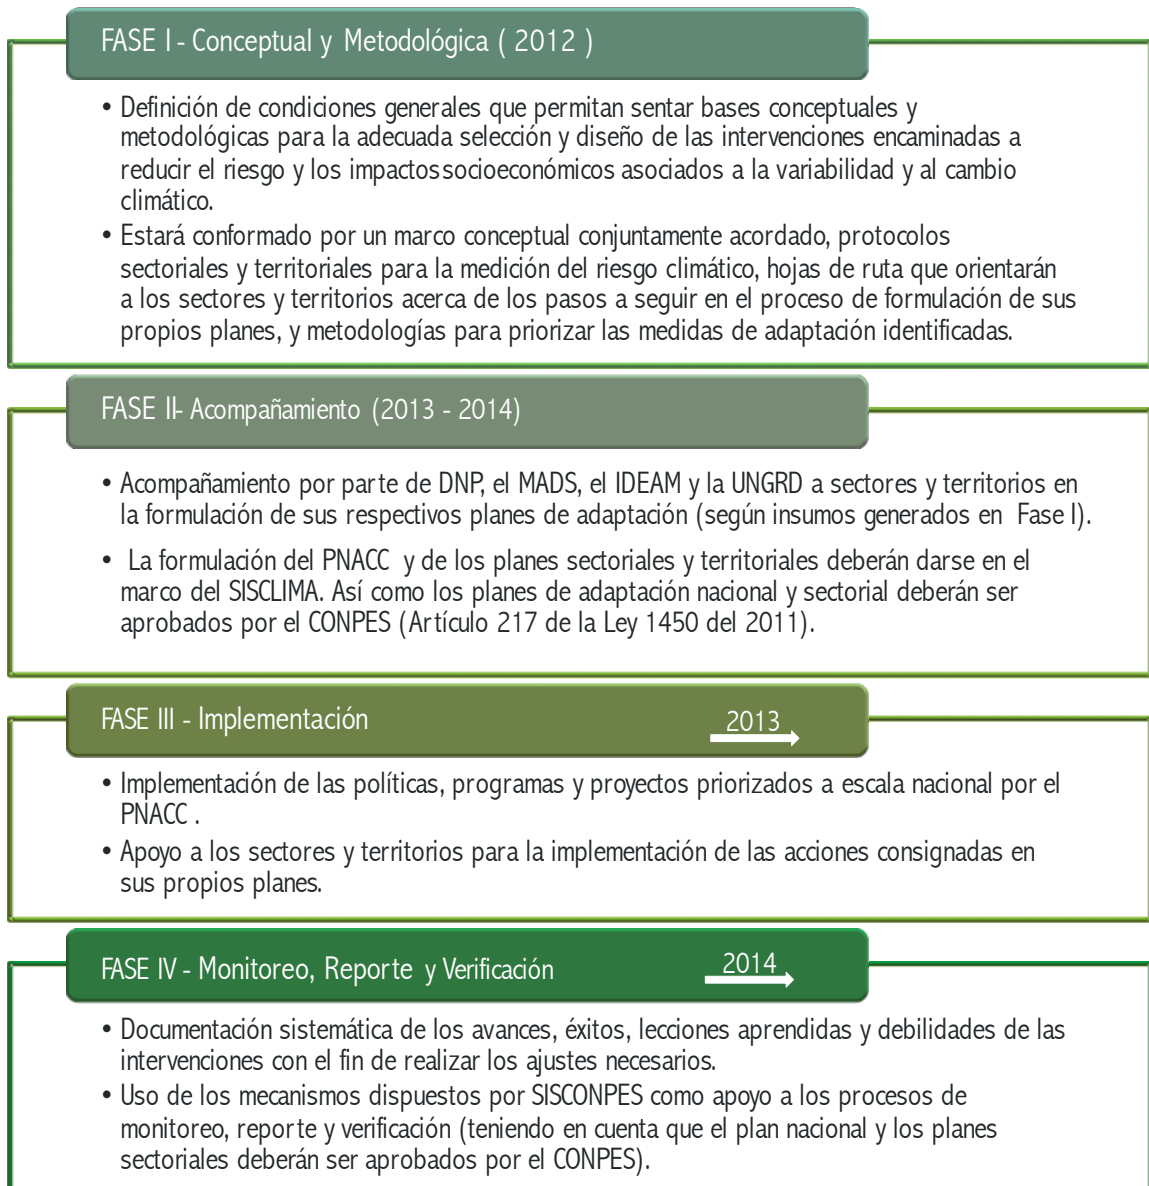 FASE I - Conceptual y Metodológica ( 2012 )
• Definición de condiciones generales que permitan sentar bases conceptuales y
metodológicas para la adecuada selección y diseño de las intervenciones encaminadas a
reducir el riesgo y los impactos socioeconómicos asociados a la variabilidad y al cambio
climático.
• Estará conformado por un marco conceptual conjuntamente acordado, protocolos
sectoriales y territoriales para la medición del riesgo climático, hojas de ruta que orientarán
a los sectores y territorios acerca de los pasos a seguir en el proceso de formulación de sus
propios planes, y metodologías para priorizar las medidas de adaptación identificadas.
FASE II- Acompañamiento (2013 - 2014)
• Acompañamiento por parte de DNP, el MADS, el IDEAM y la UNGRD a sectores y territorios en
la formulación de sus respectivos planes de adaptación (según insumos generados en Fase I).
• La formulación del PNACC y de los planes sectoriales y territoriales deberán darse en el
marco del SISCLIMA. Así como los planes de adaptación nacional y sectorial deberán ser
aprobados por el CONPES (Artículo 217 de la Ley 1450 del 2011).
FASE III - Implementación 2013
• Implementación de las políticas, programas y proyectos priorizados a escala nacional por el
PNACC .
• Apoyo a los sectores y territorios para la implementación de las acciones consignadas en
sus propios planes.
FASE IV - Monitoreo, Reporte y Verificación 2014
• Documentación sistemática de los avances, éxitos, lecciones aprendidas y debilidades de las
intervenciones con el fin de realizar los ajustes necesarios.
• Uso de los mecanismos dispuestos por SISCONPES como apoyo a los procesos de
monitoreo, reporte y verificación (teniendo en cuenta que el plan nacional y los planes
sectoriales deberán ser aprobados por el CONPES).